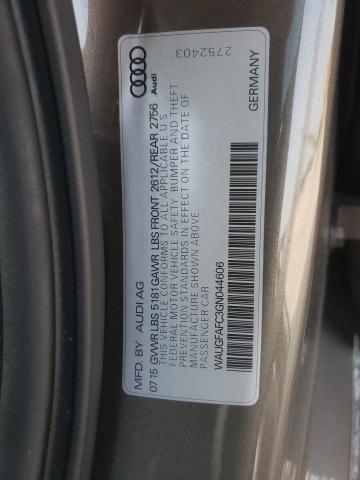 MFD BY AUDI AG
07 15 GVWR LBS 5181 GAWR LBS FRONT 2612/REAR 2756
THIS VEHICLE CONFORMS TO ALL APPLICABLE U S
FEDERAL MOTOR VEHICLE SAFETY, BUMPER AND THEFT
PREVENTION STANDARDS IN EFFECT ON THE DATE OF
MANUFACTURE SHOWN ABOVE
PASSENGER CAR
WAUGFAFC3GN044606
Audi
2752403
GERMANY